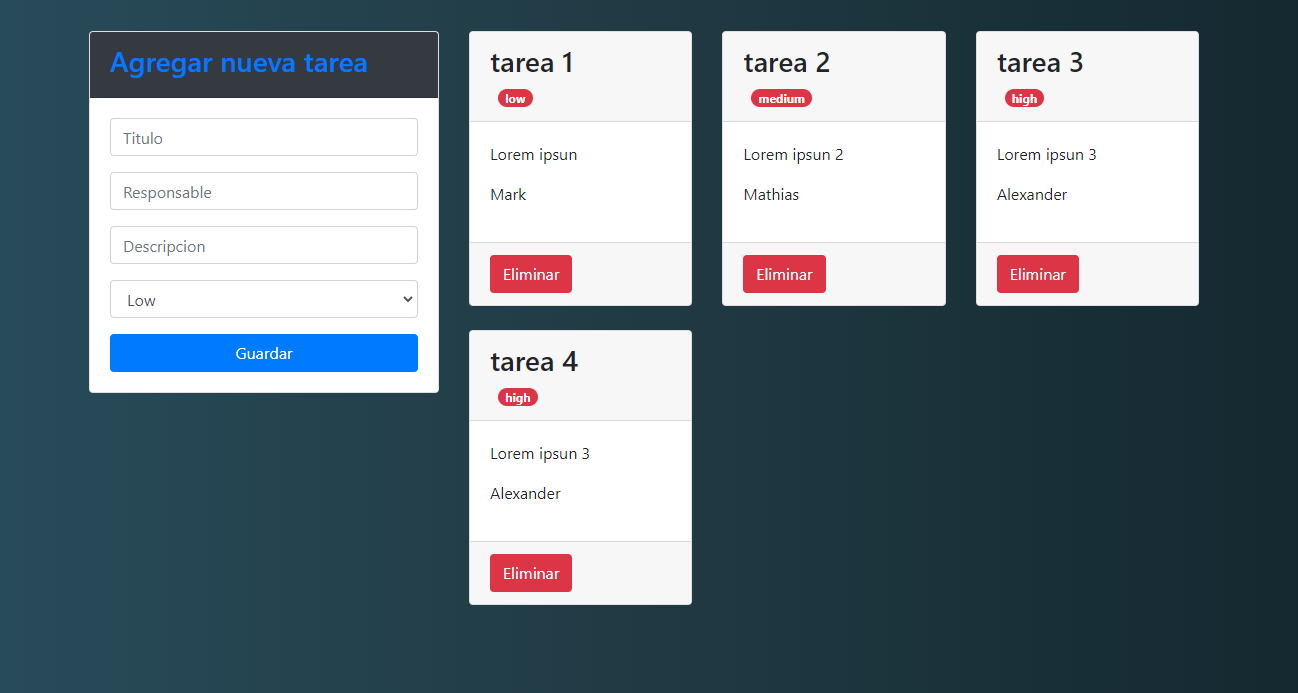 Agregar nueva tarea
Titulo
Responsable
Descripcion
Low
Guardar
tarea 1
low
Lorem ipsun
Mark
Eliminar
tarea 2
medium
Lorem ipsun 2
Mathias
Eliminar
tarea 3
high
Lorem ipsun 3
Alexander
Eliminar
tarea 4
high
Lorem ipsun 3
Alexander
Eliminar